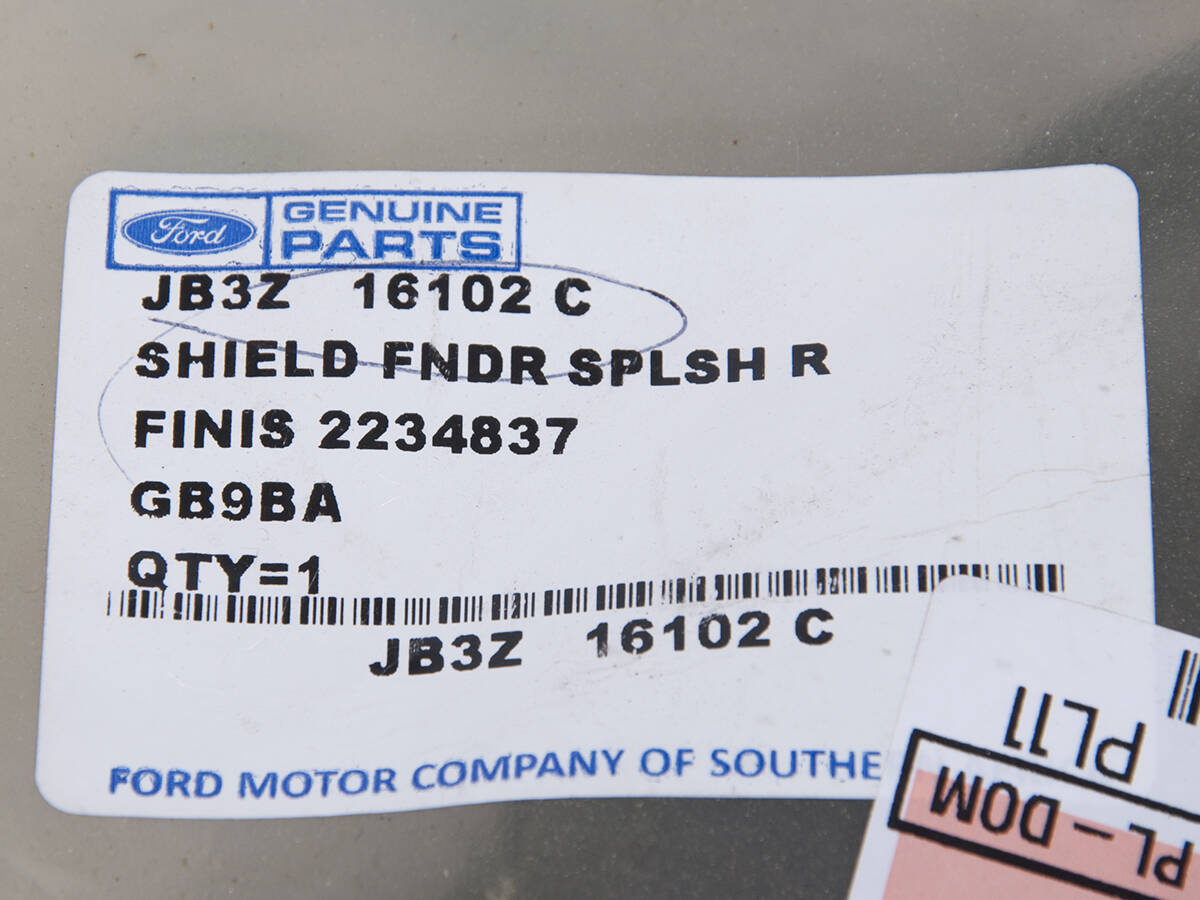 Ford GENUINE
PARTS
JB3Z 16102 C
SHIELD FNDR SPLSH R
FINIS 2234837
GB9BA
QTY=1
JB3Z 16102 C
FORD MOTOR COMPANY OF SOUTHE
PL11
PL-DOM